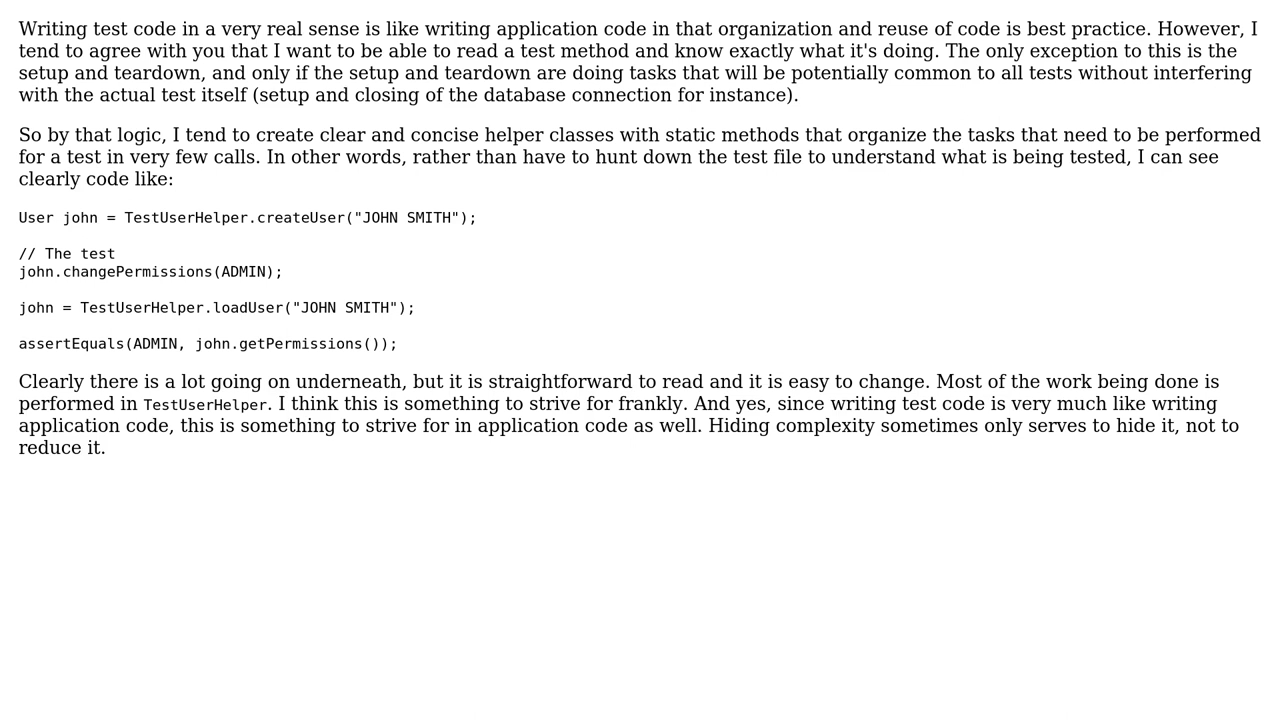 Writing test code in a very real sense is like writing application code in that organization and reuse of code is best practice. However, I
tend to agree with you that I want to be able to read a test method and know exactly what it's doing. The only exception to this is the
setup and teardown, and only if the setup and teardown are doing tasks that will be potentially common to all tests without interfering
with the actual test itself (setup and closing of the database connection for instance).
So by that logic, I tend to create clear and concise helper classes with static methods that organize the tasks that need to be performed
for a test in very few calls. In other words, rather than have to hunt down the test file to understand what is being tested, I can see
clearly code like:
User john = TestUserHelper.createUser("JOHN SMITH");
// The test
john.changePermissions(ADMIN);
john = TestUserHelper.loadUser("JOHN SMITH");
assertEquals(ADMIN, john.getPermissions());
Clearly there is a lot going on underneath, but it is straightforward to read and it is easy to change. Most of the work being done is
performed in TestUserHelper. I think this is something to strive for frankly. And yes, since writing test code is very much like writing
application code, this is something to strive for in application code as well. Hiding complexity sometimes only serves to hide it, not to
reduce it.